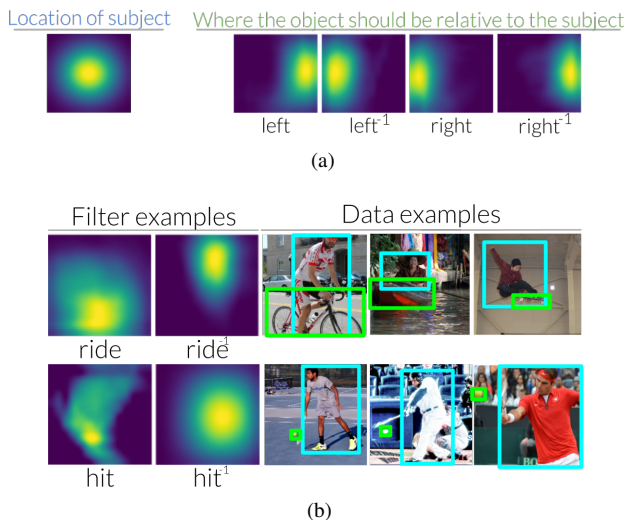 Location of subject
Where the object should be relative to the subject
left
left⁻¹
right
right⁻¹
(a)
Filter examples
Data examples
ride
ride⁻¹
hit
hit⁻¹
(b)